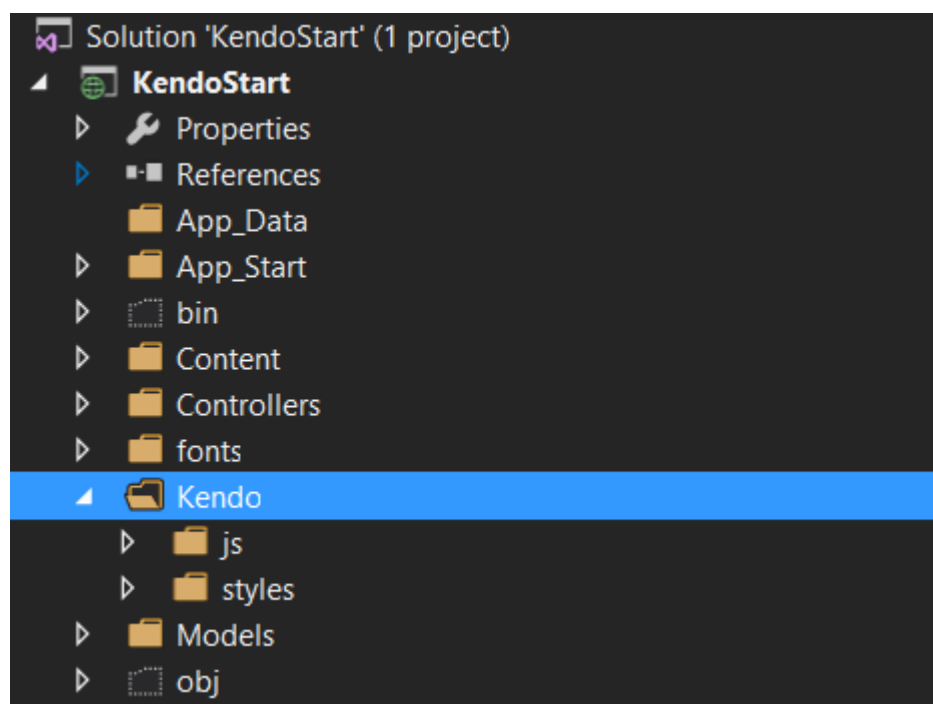 Solution 'KendoStart' (1 project)
KendoStart
Properties
References
App_Data
App_Start
bin
Content
Controllers
fonts
Kendo
js
styles
Models
obj